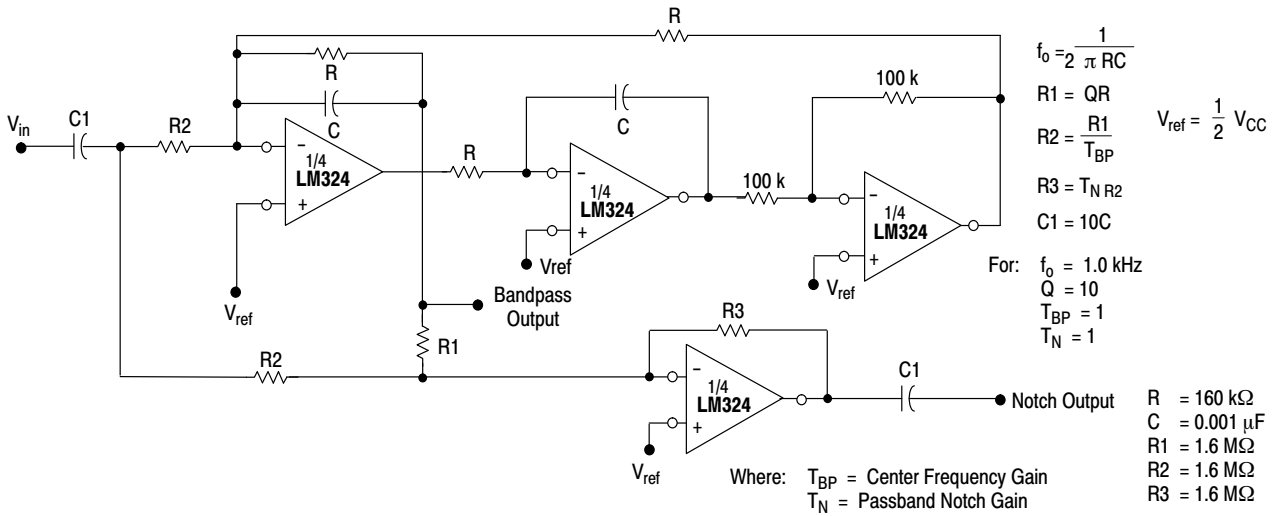 R
R
C
V_in
C1
R2
–
+
1/4
LM324
V_ref
R
C
–
+
1/4
LM324
Vref
100 k
100 k
–
+
1/4
LM324
V_ref
Bandpass
Output
R1
R2
R3
–
+
1/4
LM324
V_ref
C1
Notch Output
f_o = 1 / 2 π RC
R1 = QR
R2 = R1 / T_BP
R3 = T_N R2
C1 = 10C
V_ref = 1/2 V_CC
For: f_o = 1.0 kHz
Q = 10
T_BP = 1
T_N = 1
R = 160 kΩ
C = 0.001 μF
R1 = 1.6 MΩ
R2 = 1.6 MΩ
R3 = 1.6 MΩ
Where: T_BP = Center Frequency Gain
T_N = Passband Notch Gain